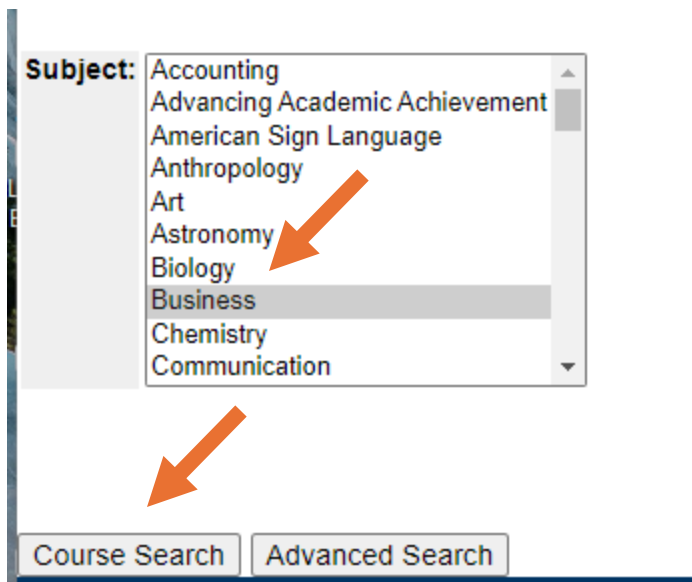 Subject: Accounting
Advancing Academic Achievement
American Sign Language
Anthropology
Art
Astronomy
Biology
Business
Chemistry
Communication
Course Search Advanced Search